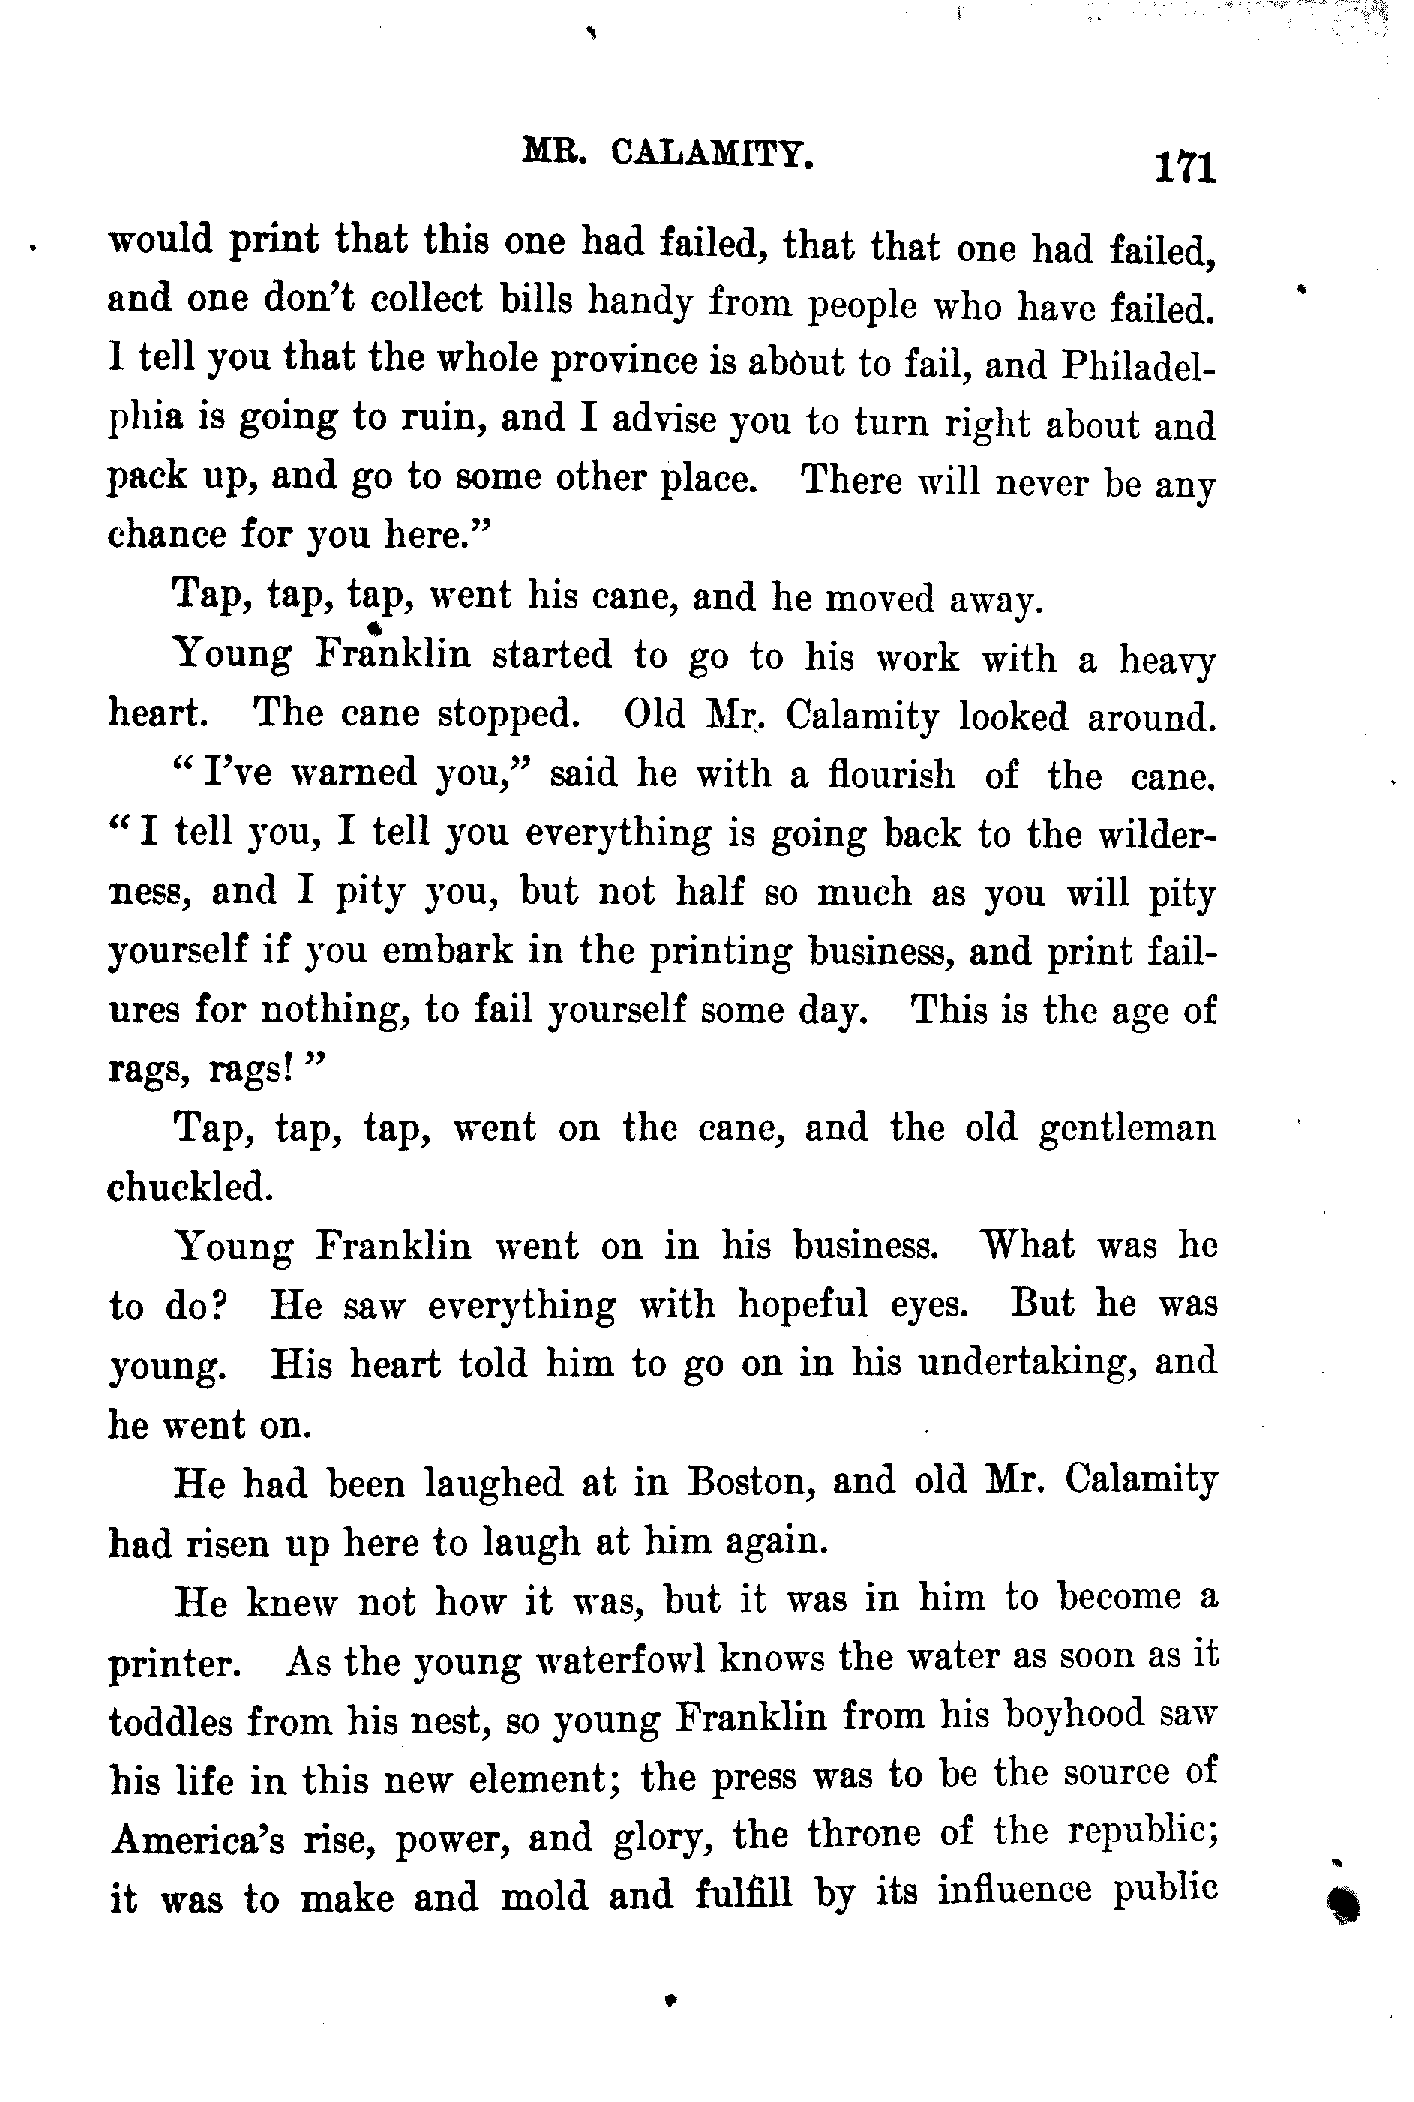 MR. CALAMITY. 171
would print that this one had failed, that that one had failed,
and one don't collect bills handy from people who have failed.
I tell you that the whole province is about to fail, and Philadel-
phia is going to ruin, and I advise you to turn right about and
pack up, and go to some other place. There will never be any
chance for you here."
Tap, tap, tap, went his cane, and he moved away.
Young Franklin started to go to his work with a heavy
heart. The cane stopped. Old Mr. Calamity looked around.
"I've warned you," said he with a flourish of the cane.
"I tell you, I tell you everything is going back to the wilder-
ness, and I pity you, but not half so much as you will pity
yourself if you embark in the printing business, and print fail-
ures for nothing, to fail yourself some day. This is the age of
rags, rags!"
Tap, tap, tap, went on the cane, and the old gentleman
chuckled.
Young Franklin went on in his business. What was he
to do? He saw everything with hopeful eyes. But he was
young. His heart told him to go on in his undertaking, and
he went on.
He had been laughed at in Boston, and old Mr. Calamity
had risen up here to laugh at him again.
He knew not how it was, but it was in him to become a
printer. As the young waterfowl knows the water as soon as it
toddles from his nest, so young Franklin from his boyhood saw
his life in this new element; the press was to be the source of
America's rise, power, and glory, the throne of the republic;
it was to make and mold and fulfill by its influence public